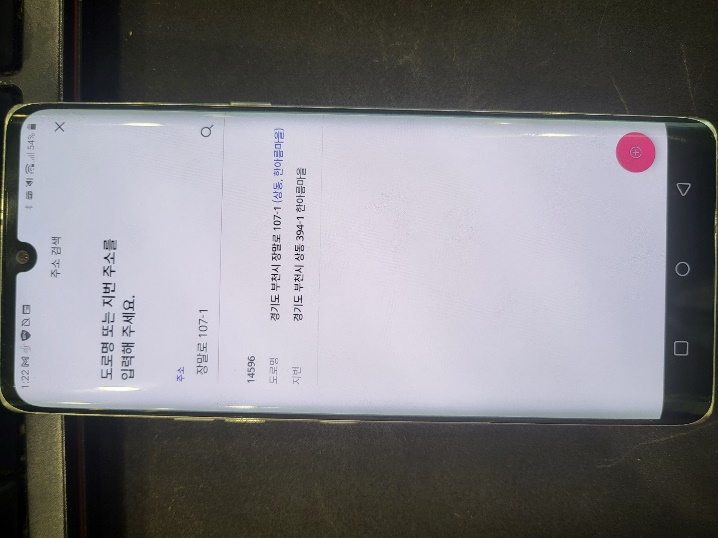 1:22
54%
주소 검색
도로명 또는 지번 주소를
입력해 주세요.
주소
장말로 107-1
14596
도로명 경기도 부천시 장말로 107-1 (상동, 한아름마을)
지번 경기도 부천시 상동 394-1 한아름마을